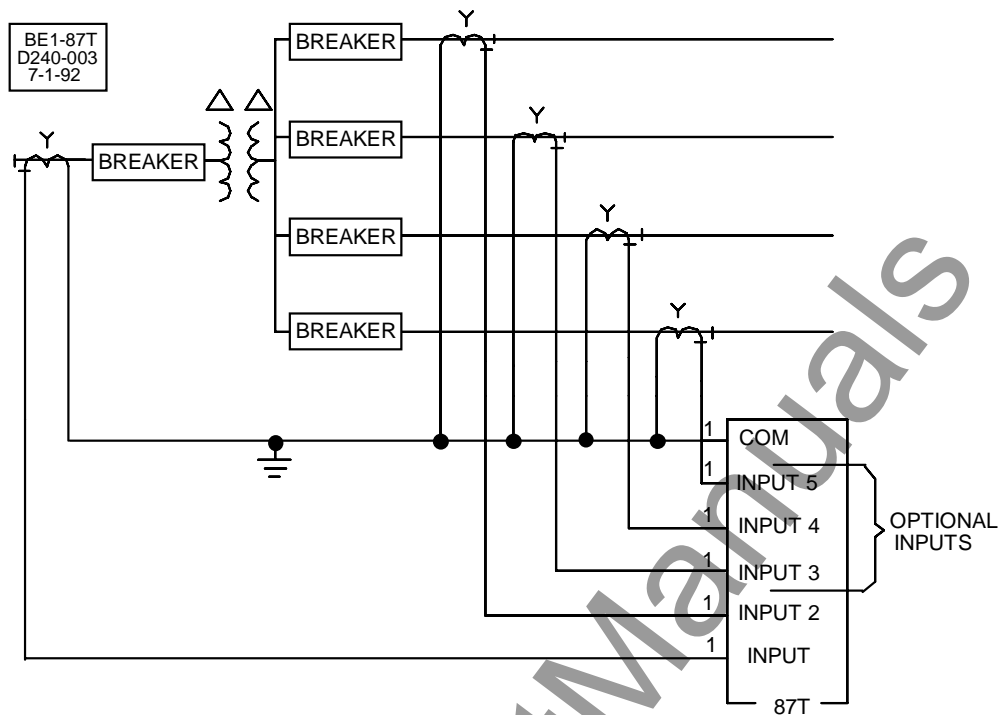 BE1-87T
D240-003
7-1-92
Y
BREAKER
Y
BREAKER
Y
BREAKER
Y
BREAKER
Y
BREAKER
1 COM
1 INPUT 5
1 INPUT 4
1 INPUT 3
1 INPUT 2
1 INPUT
OPTIONAL
INPUTS
87T
Manuals